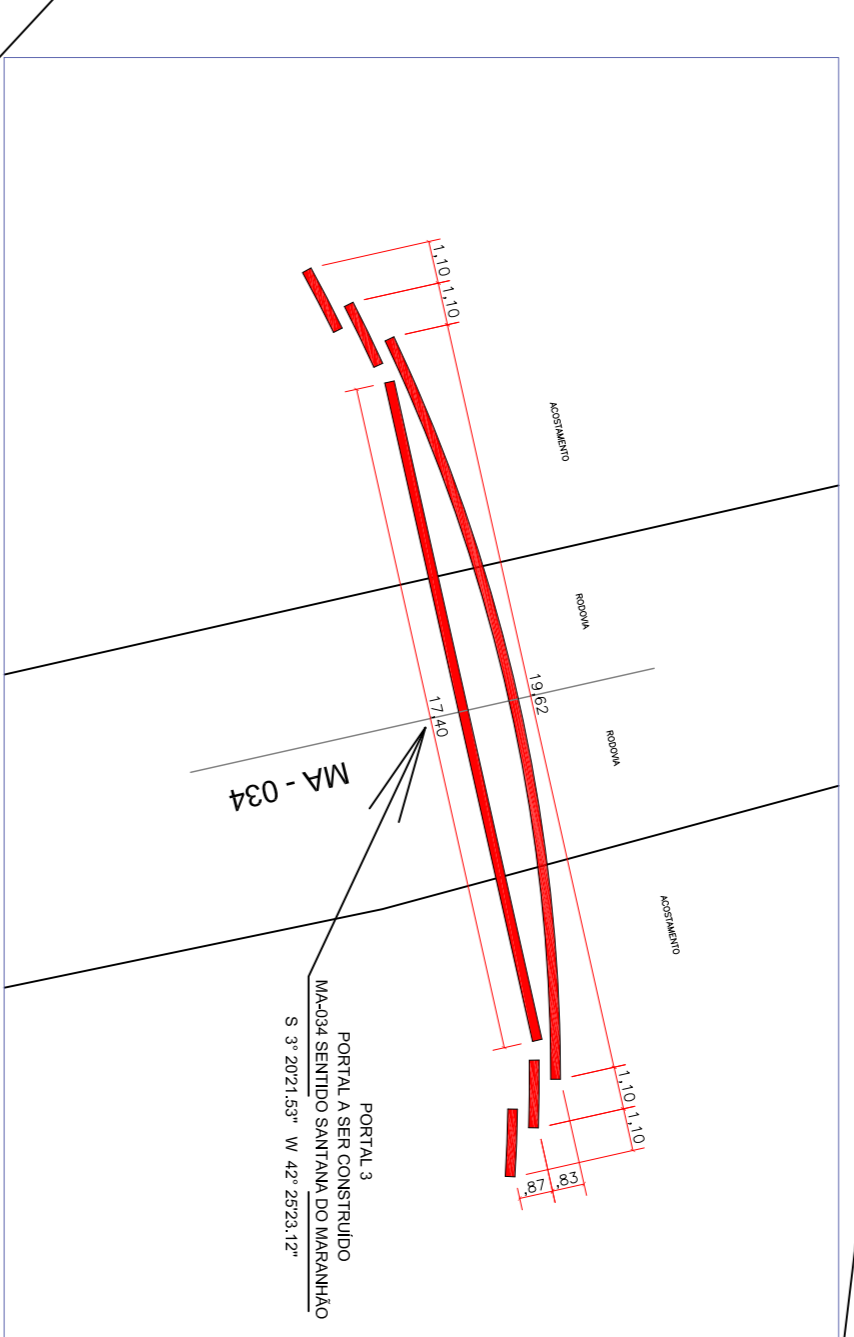 1,10
1,10
ACOSTAMENTO
RODOVIA
19,62
17,40
RODOVIA
MA - 034
ACOSTAMENTO
1,10
1,10
,83
,87
PORTAL 3
PORTAL A SER CONSTRUÍDO
MA-034 SENTIDO SANTANA DO MARANHÃO
S 3° 20'21.53" W 42° 25'23.12"